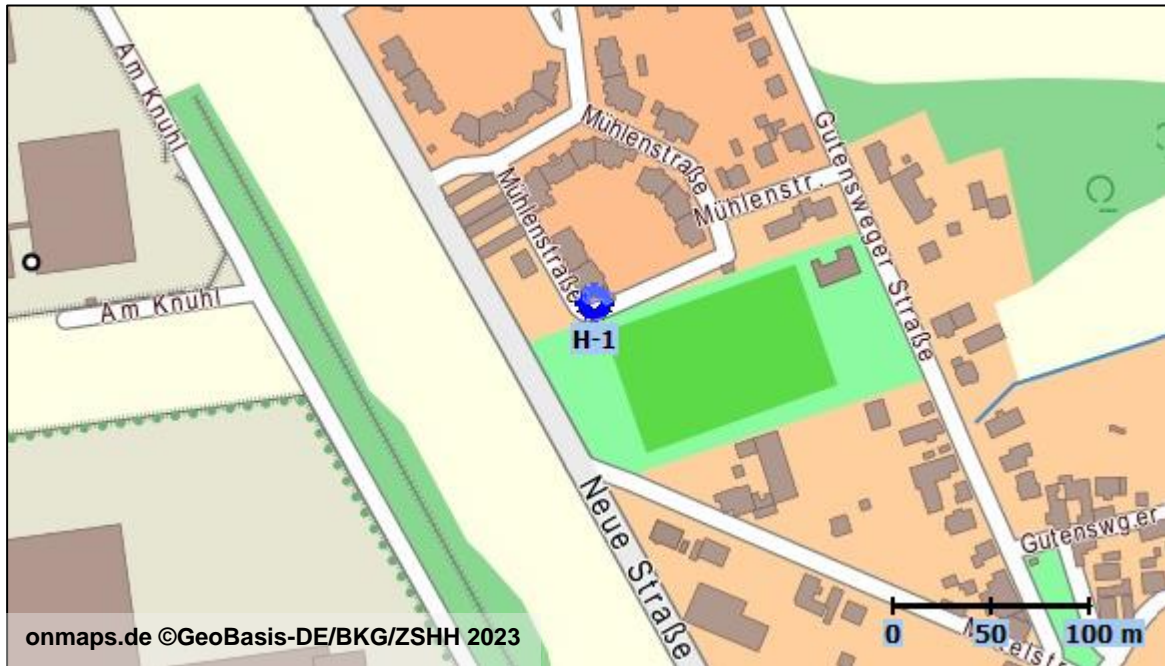 Am Knuhl
Mühlenstraße
Gutensweger Straße
Mühlenstraße
Mühlenstr.
Am Knuhl
H-1
Neue Straße
Gutenswg.er
0 50 100 m
onmaps.de ©GeoBasis-DE/BKG/ZSHH 2023